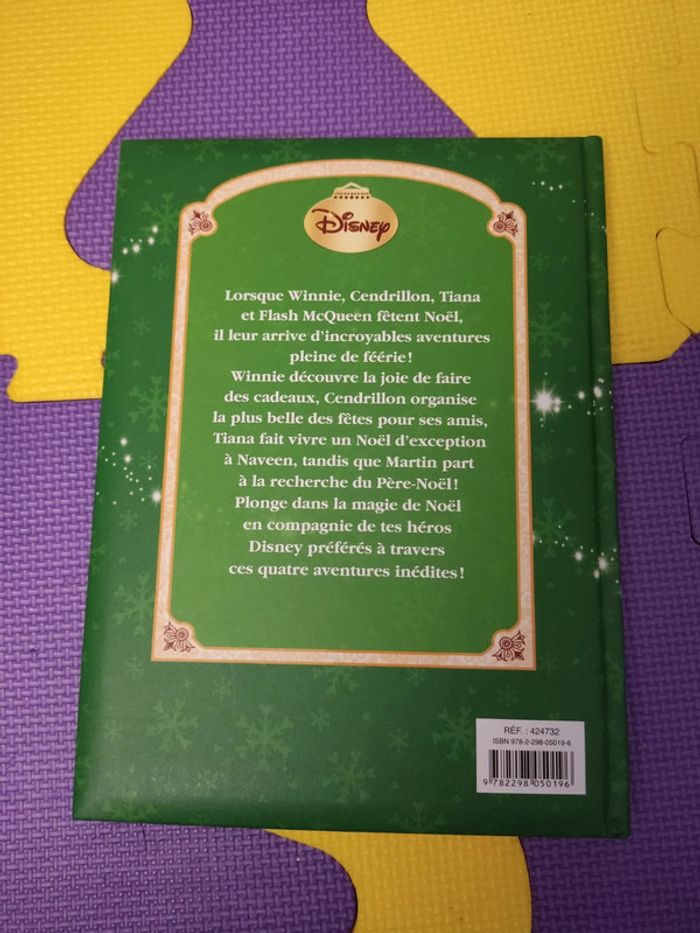 Disney
Lorsque Winnie, Cendrillon, Tiana
et Flash McQueen fêtent Noël,
il leur arrive d'incroyables aventures
pleine de féérie !
Winnie découvre la joie de faire
des cadeaux, Cendrillon organise
la plus belle des fêtes pour ses amis,
Tiana fait vivre un Noël d'exception
à Naveen, tandis que Martin part
à la recherche du Père-Noël !
Plonge dans la magie de Noël
en compagnie de tes héros
Disney préférés à travers
ces quatre aventures inédites !
RÉF. : 424732
ISBN 978-2-298-05019-6
9 782298 050196